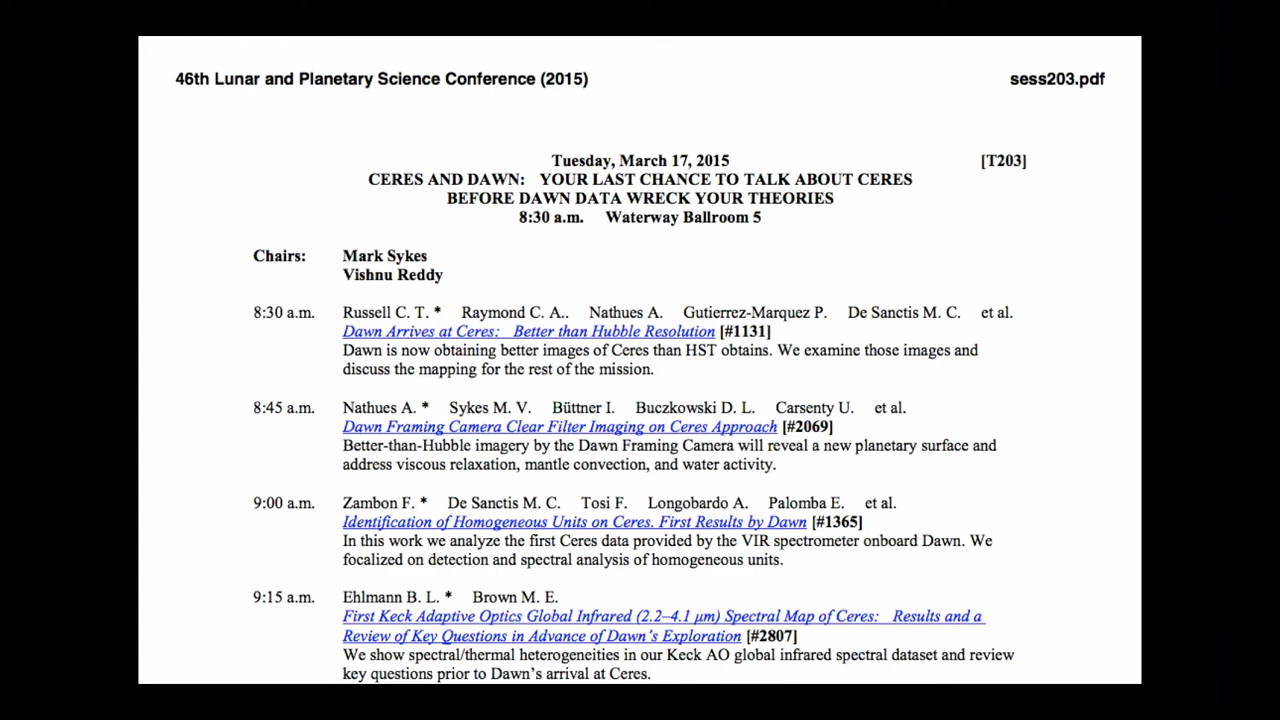 46th Lunar and Planetary Science Conference (2015) sess203.pdf
Tuesday, March 17, 2015 [T203]
CERES AND DAWN: YOUR LAST CHANCE TO TALK ABOUT CERES
BEFORE DAWN DATA WRECK YOUR THEORIES
8:30 a.m. Waterway Ballroom 5
Chairs: Mark Sykes
Vishnu Reddy
8:30 a.m. Russell C. T. * Raymond C. A.. Nathues A. Gutierrez-Marquez P. De Sanctis M. C. et al.
Dawn Arrives at Ceres: Better than Hubble Resolution [#1131]
Dawn is now obtaining better images of Ceres than HST obtains. We examine those images and
discuss the mapping for the rest of the mission.
8:45 a.m. Nathues A. * Sykes M. V. Büttner I. Buczkowski D. L. Carsenty U. et al.
Dawn Framing Camera Clear Filter Imaging on Ceres Approach [#2069]
Better-than-Hubble imagery by the Dawn Framing Camera will reveal a new planetary surface and
address viscous relaxation, mantle convection, and water activity.
9:00 a.m. Zambon F. * De Sanctis M. C. Tosi F. Longobardo A. Palomba E. et al.
Identification of Homogeneous Units on Ceres. First Results by Dawn [#1365]
In this work we analyze the first Ceres data provided by the VIR spectrometer onboard Dawn. We
focalized on detection and spectral analysis of homogeneous units.
9:15 a.m. Ehlmann B. L. * Brown M. E.
First Keck Adaptive Optics Global Infrared (2.2–4.1 μm) Spectral Map of Ceres: Results and a
Review of Key Questions in Advance of Dawn's Exploration [#2807]
We show spectral/thermal heterogeneities in our Keck AO global infrared spectral dataset and review
key questions prior to Dawn's arrival at Ceres.